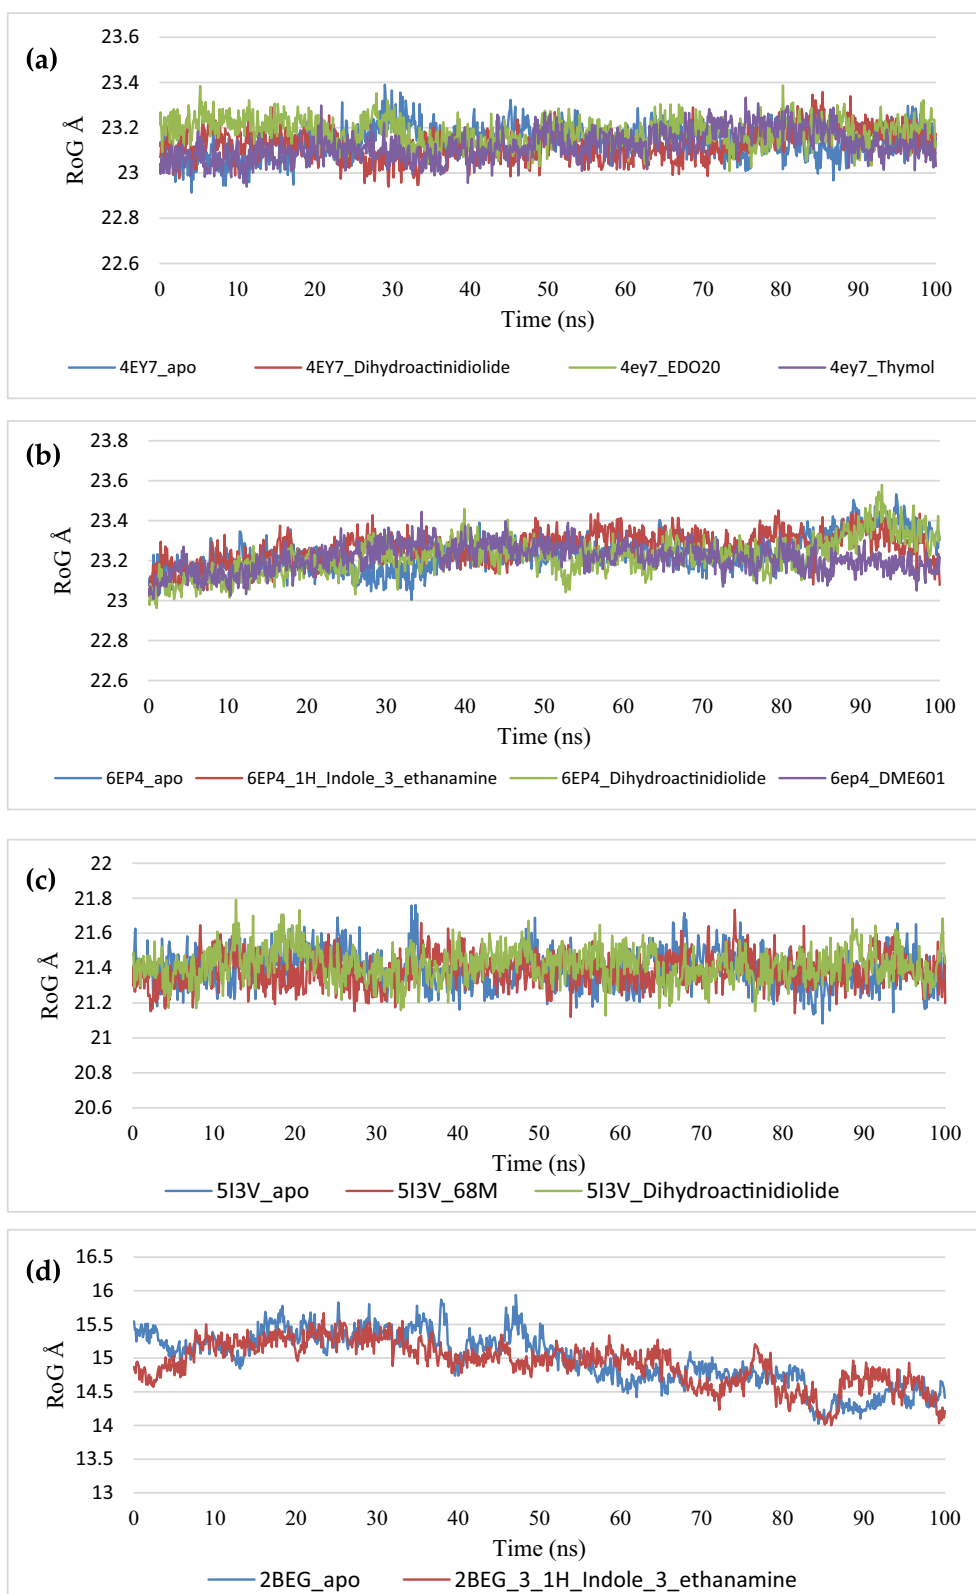 (a)
23.6
23.4
23.2
23
22.8
22.6
RoG Å
0 10 20 30 40 50 60 70 80 90 100
Time (ns)
4EY7_apo 4EY7_Dihydroactinidiolide 4ey7_EDO20 4ey7_Thymol
(b)
23.8
23.6
23.4
23.2
23
22.8
22.6
RoG Å
0 10 20 30 40 50 60 70 80 90 100
Time (ns)
6EP4_apo 6EP4_1H_Indole_3_ethanamine 6EP4_Dihydroactinidiolide 6ep4_DME601
(c)
22
21.8
21.6
21.4
21.2
21
20.8
20.6
RoG Å
0 10 20 30 40 50 60 70 80 90 100
Time (ns)
5I3V_apo 5I3V_68M 5I3V_Dihydroactinidiolide
(d)
16.5
16
15.5
15
14.5
14
13.5
13
RoG Å
0 10 20 30 40 50 60 70 80 90 100
Time (ns)
2BEG_apo 2BEG_3_1H_Indole_3_ethanamine